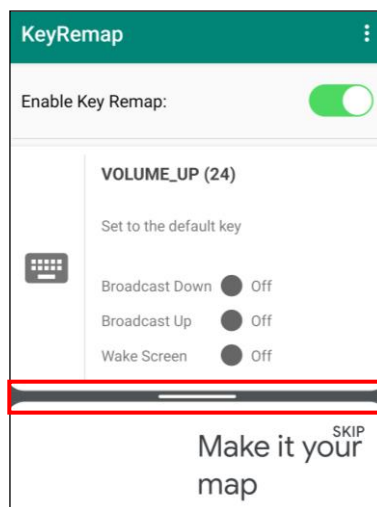 KeyRemap
Enable Key Remap:
VOLUME_UP (24)
Set to the default key
Broadcast Down Off
Broadcast Up Off
Wake Screen Off
SKIP
Make it your
map